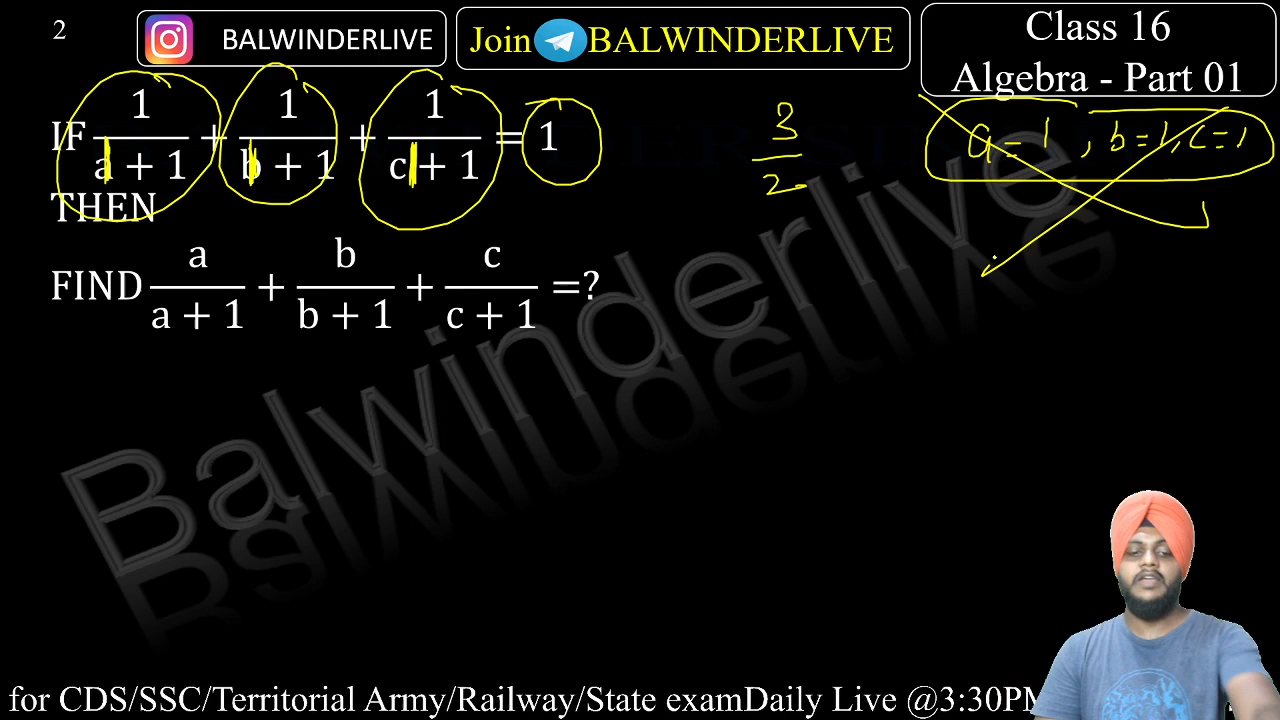 2
BALWINDERLIVE
Join BALWINDERLIVE
Class 16
Algebra - Part 01
IF 1/(a + 1) + 1/(b + 1) + 1/(c + 1) = 1
THEN
FIND a/(a + 1) + b/(b + 1) + c/(c + 1) =?
3/2
a = 1, b = 1, c = 1
Balwinderlive
for CDS/SSC/Territorial Army/Railway/State examDaily Live @3:30PM